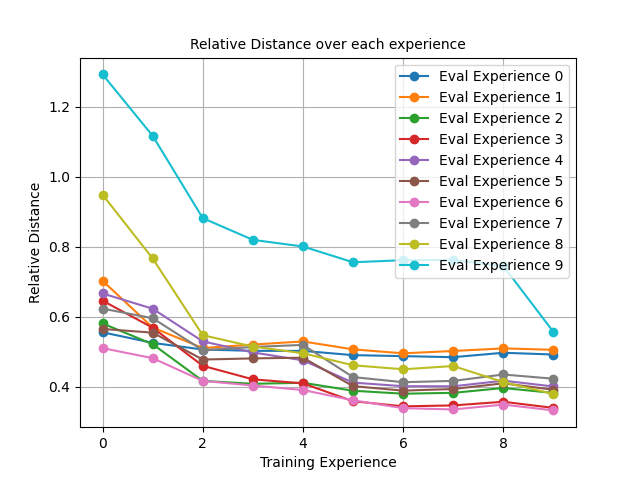 Relative Distance over each experience
Eval Experience 0
Eval Experience 1
Eval Experience 2
Eval Experience 3
Eval Experience 4
Eval Experience 5
Eval Experience 6
Eval Experience 7
Eval Experience 8
Eval Experience 9
Relative Distance
1.2
1.0
0.8
0.6
0.4
0 2 4 6 8
Training Experience